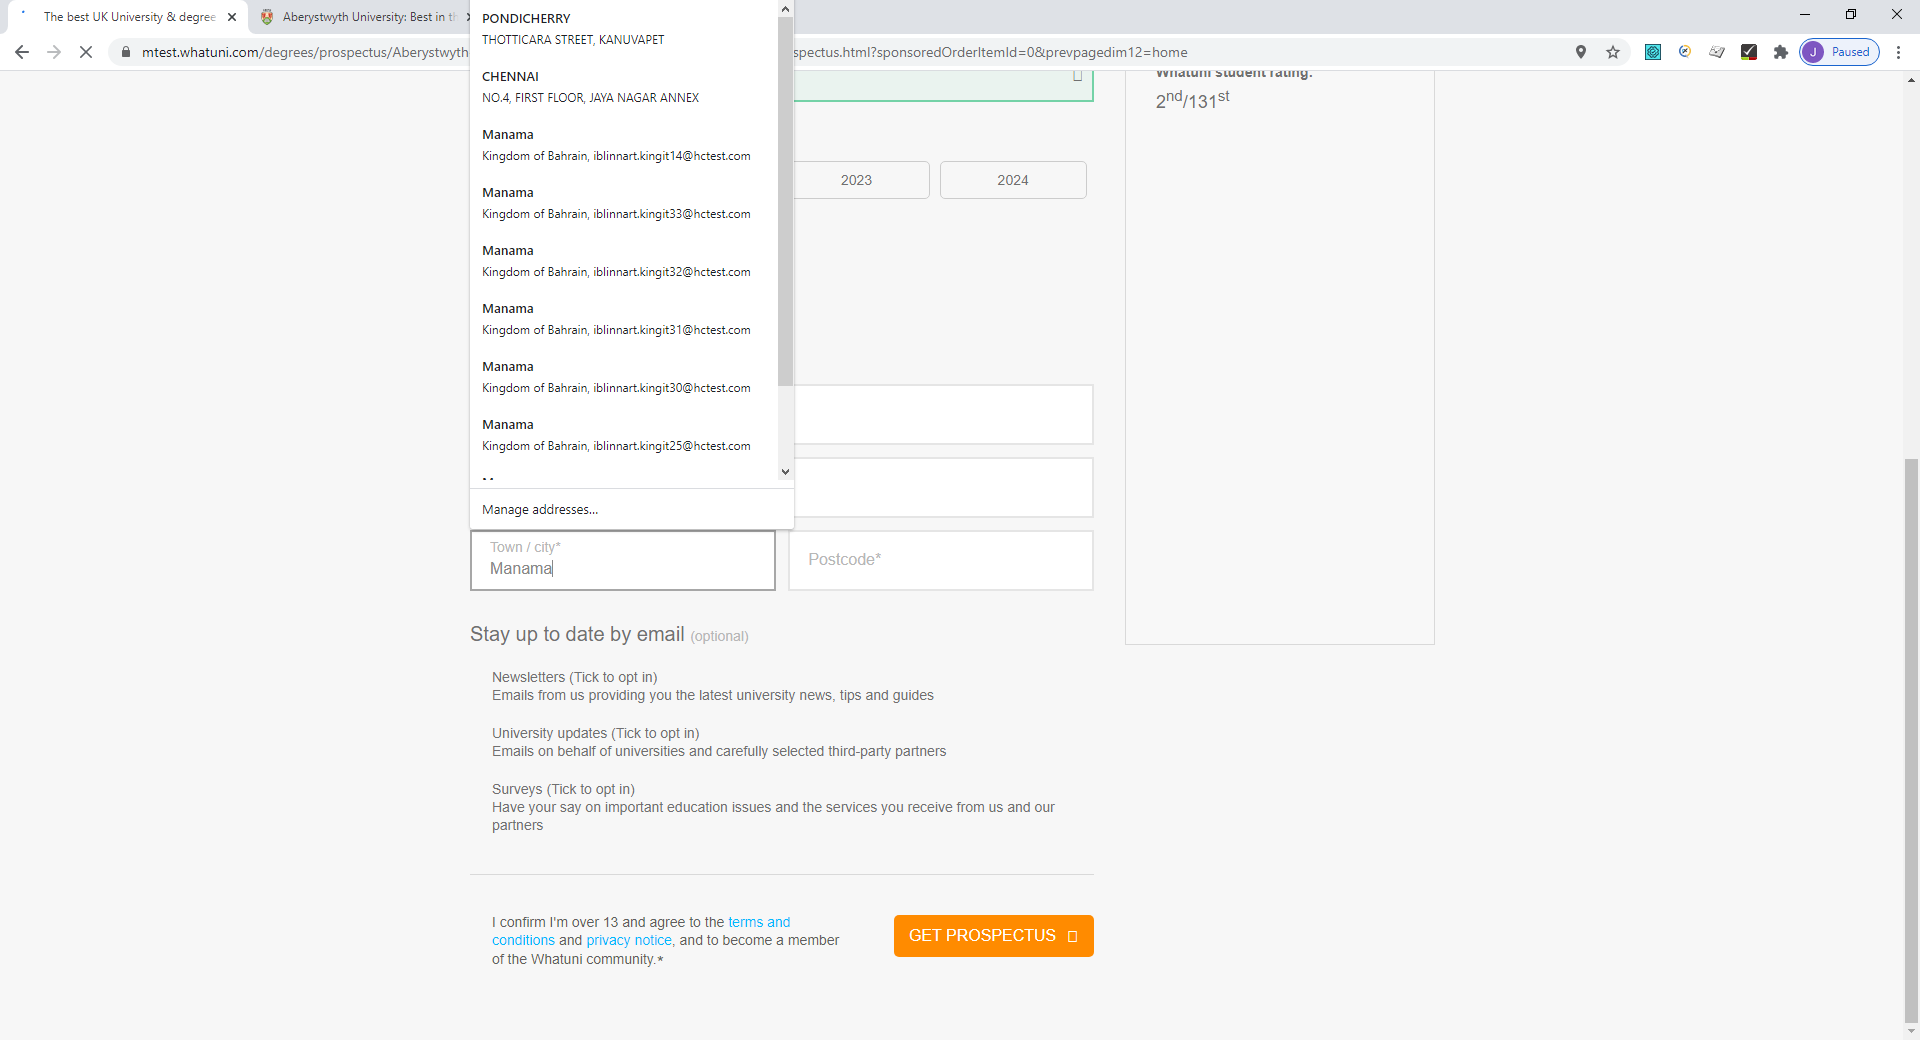 The best UK University & degree
Aberystwyth University: Best in th
mtest.whatuni.com/degrees/prospectus/Aberystwyth
spectus.html?sponsoredOrderItemId=0&prevpagedim12=home
J Paused
PONDICHERRY
THOTTICARA STREET, KANUVAPET
CHENNAI
NO.4, FIRST FLOOR, JAYA NAGAR ANNEX
Manama
Kingdom of Bahrain, iblinnart.kingit14@hctest.com
Manama
Kingdom of Bahrain, iblinnart.kingit33@hctest.com
Manama
Kingdom of Bahrain, iblinnart.kingit32@hctest.com
Manama
Kingdom of Bahrain, iblinnart.kingit31@hctest.com
Manama
Kingdom of Bahrain, iblinnart.kingit30@hctest.com
Manama
Kingdom of Bahrain, iblinnart.kingit25@hctest.com
Manage addresses...
Whatuni student rating:
2nd/131st
2023
2024
Town / city*
Manama
Postcode*
Stay up to date by email (optional)
Newsletters (Tick to opt in)
Emails from us providing you the latest university news, tips and guides
University updates (Tick to opt in)
Emails on behalf of universities and carefully selected third-party partners
Surveys (Tick to opt in)
Have your say on important education issues and the services you receive from us and our
partners
I confirm I'm over 13 and agree to the terms and
conditions and privacy notice, and to become a member
of the Whatuni community.*
GET PROSPECTUS